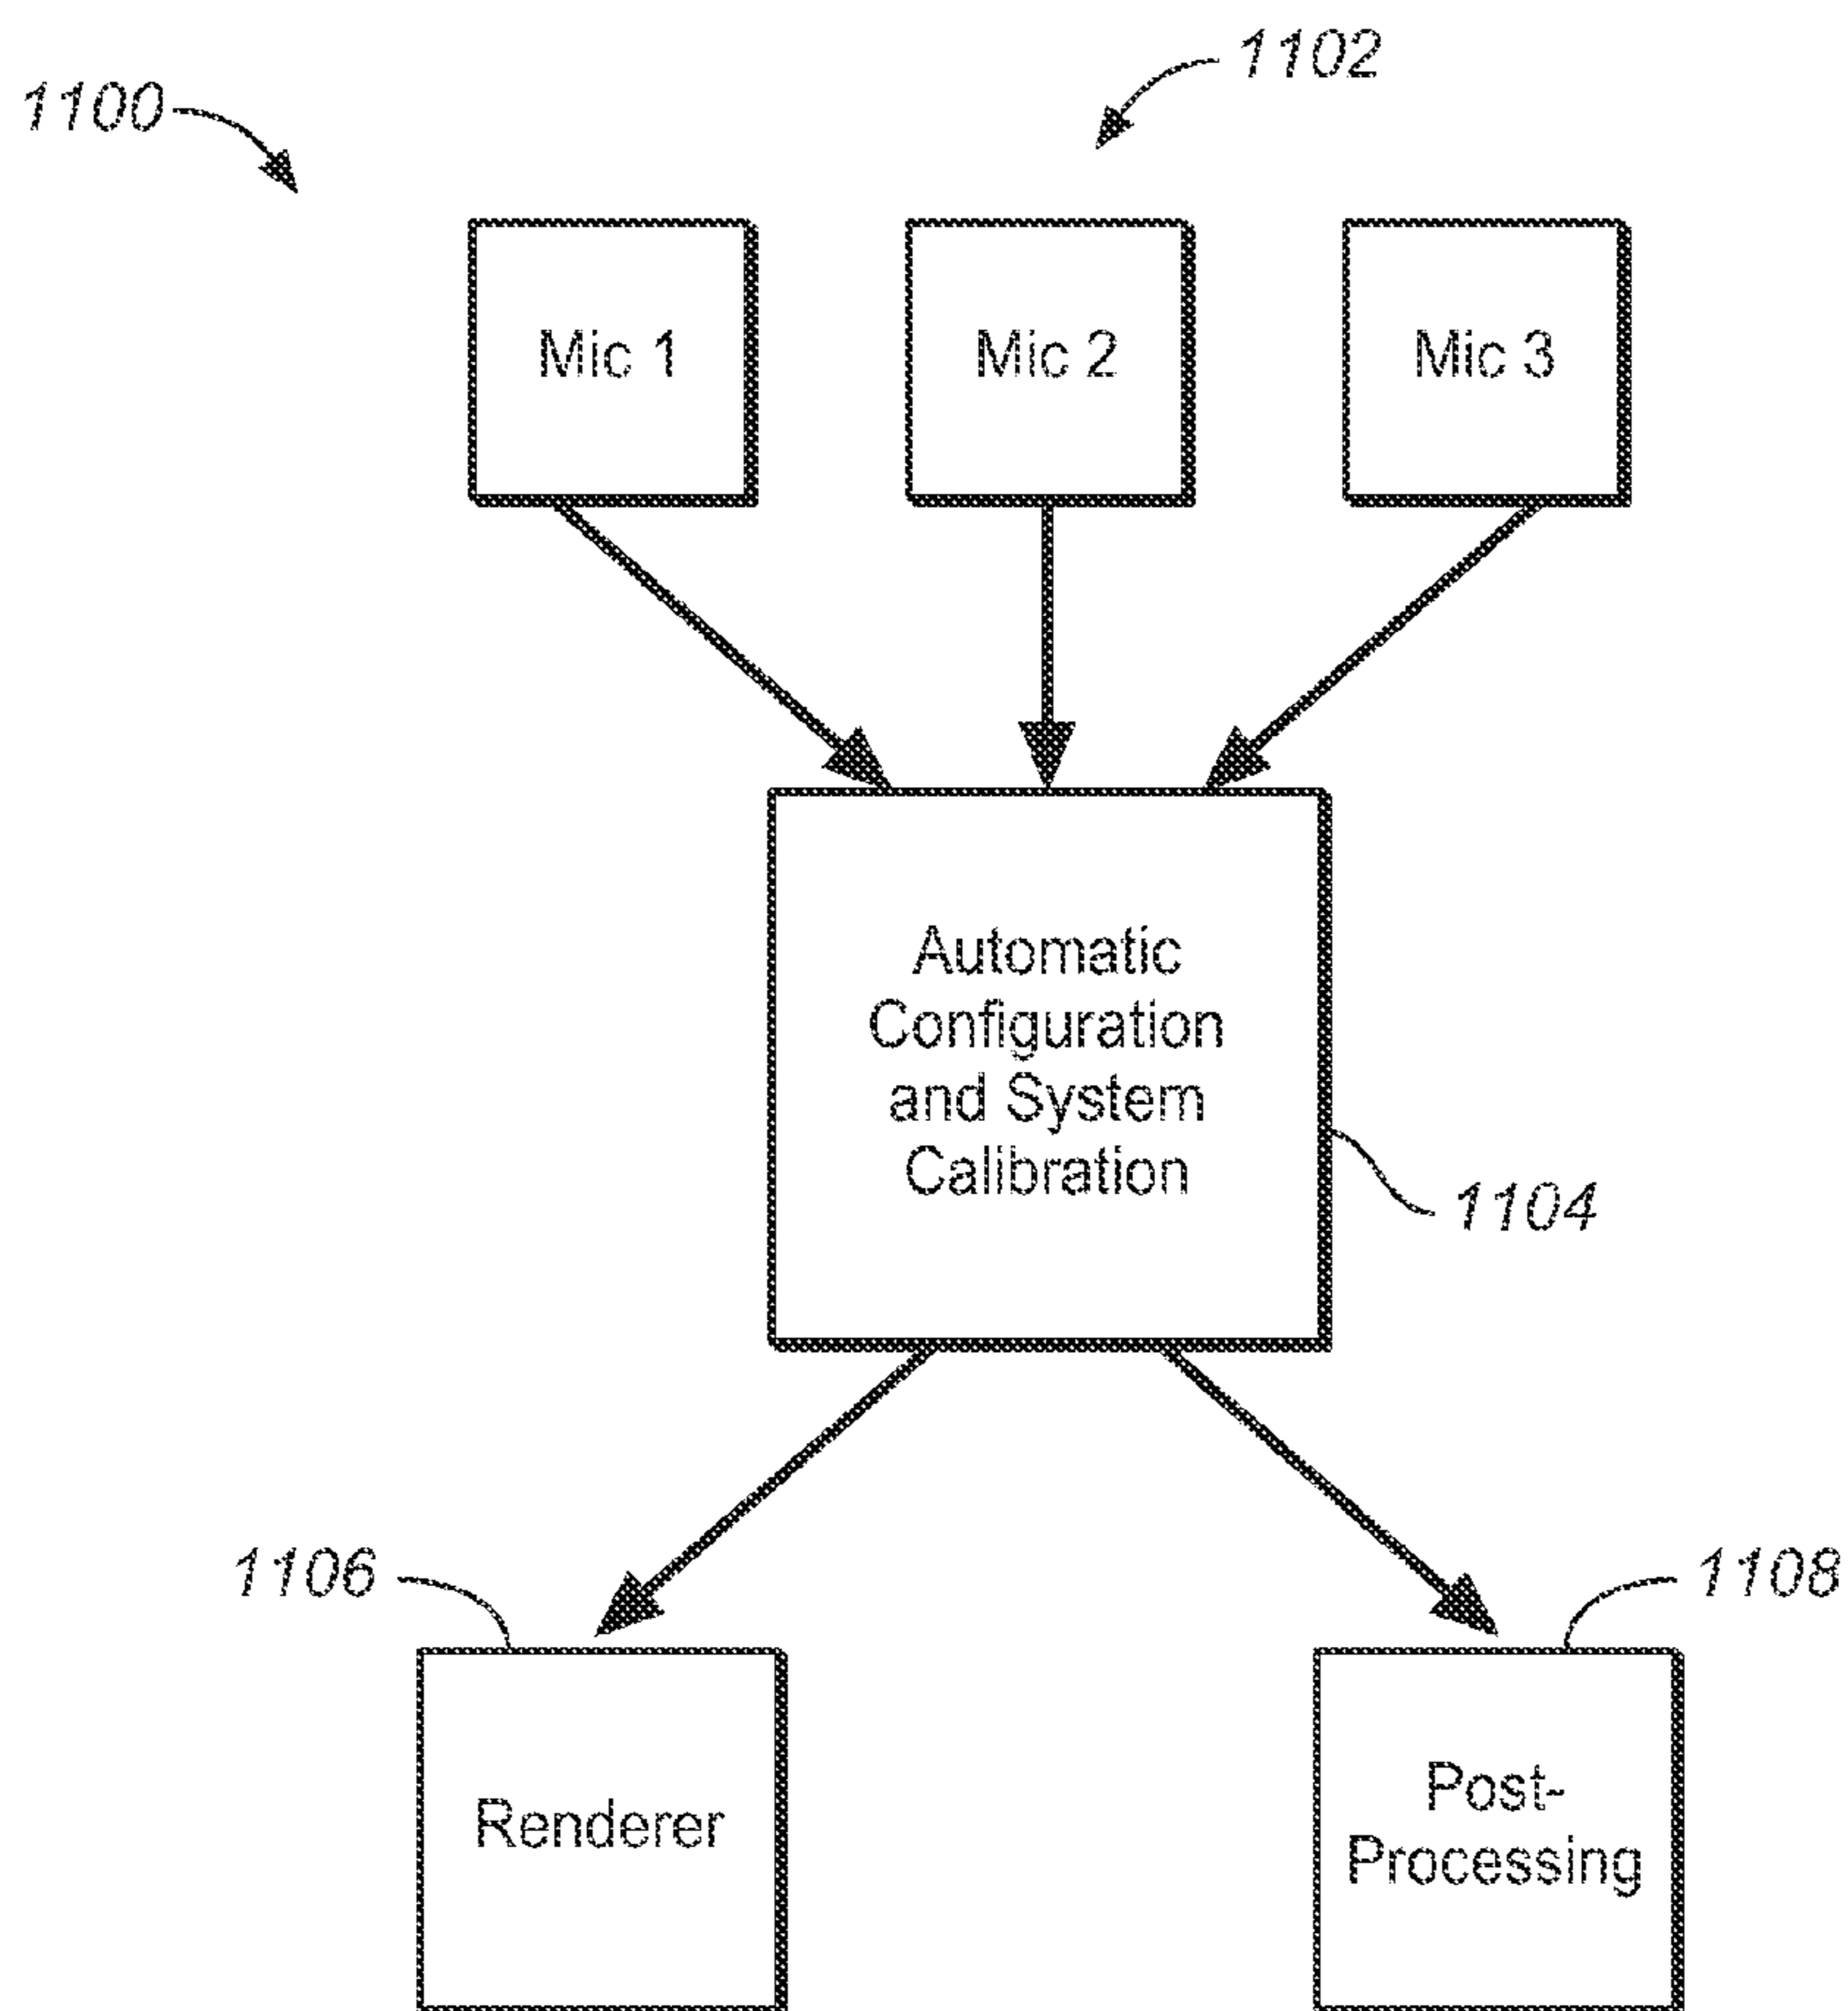 1102
1100
Mic 1
Mic 2
Mic 3
Automatic
Configuration
and System
Calibration
1104
1106
1108
Renderer
Post-
Processing